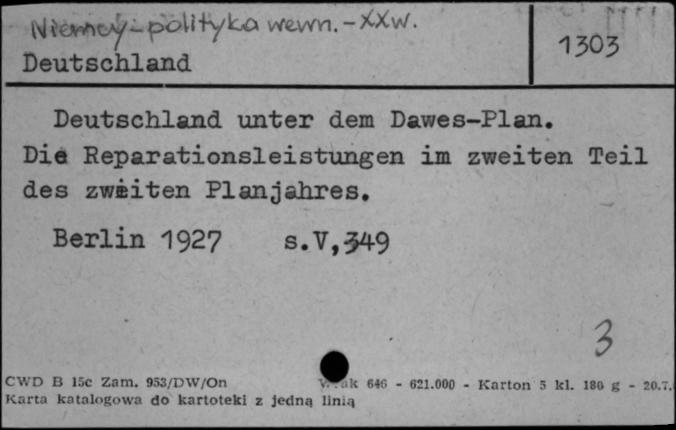 Niemcy - polityka wewn. - XXw.
Deutschland
1303
Deutschland unter dem Dawes-Plan.
Die Reparationsleistungen im zweiten Teil
des zweiten Planjahres.
Berlin 1927 s.V,349
3
CWD B 15c Zam. 953/DW/On 646 - 621.000 - Karton 5 kl. 180 g - 20.7.
Karta katalogowa do kartoteki z jedną linią